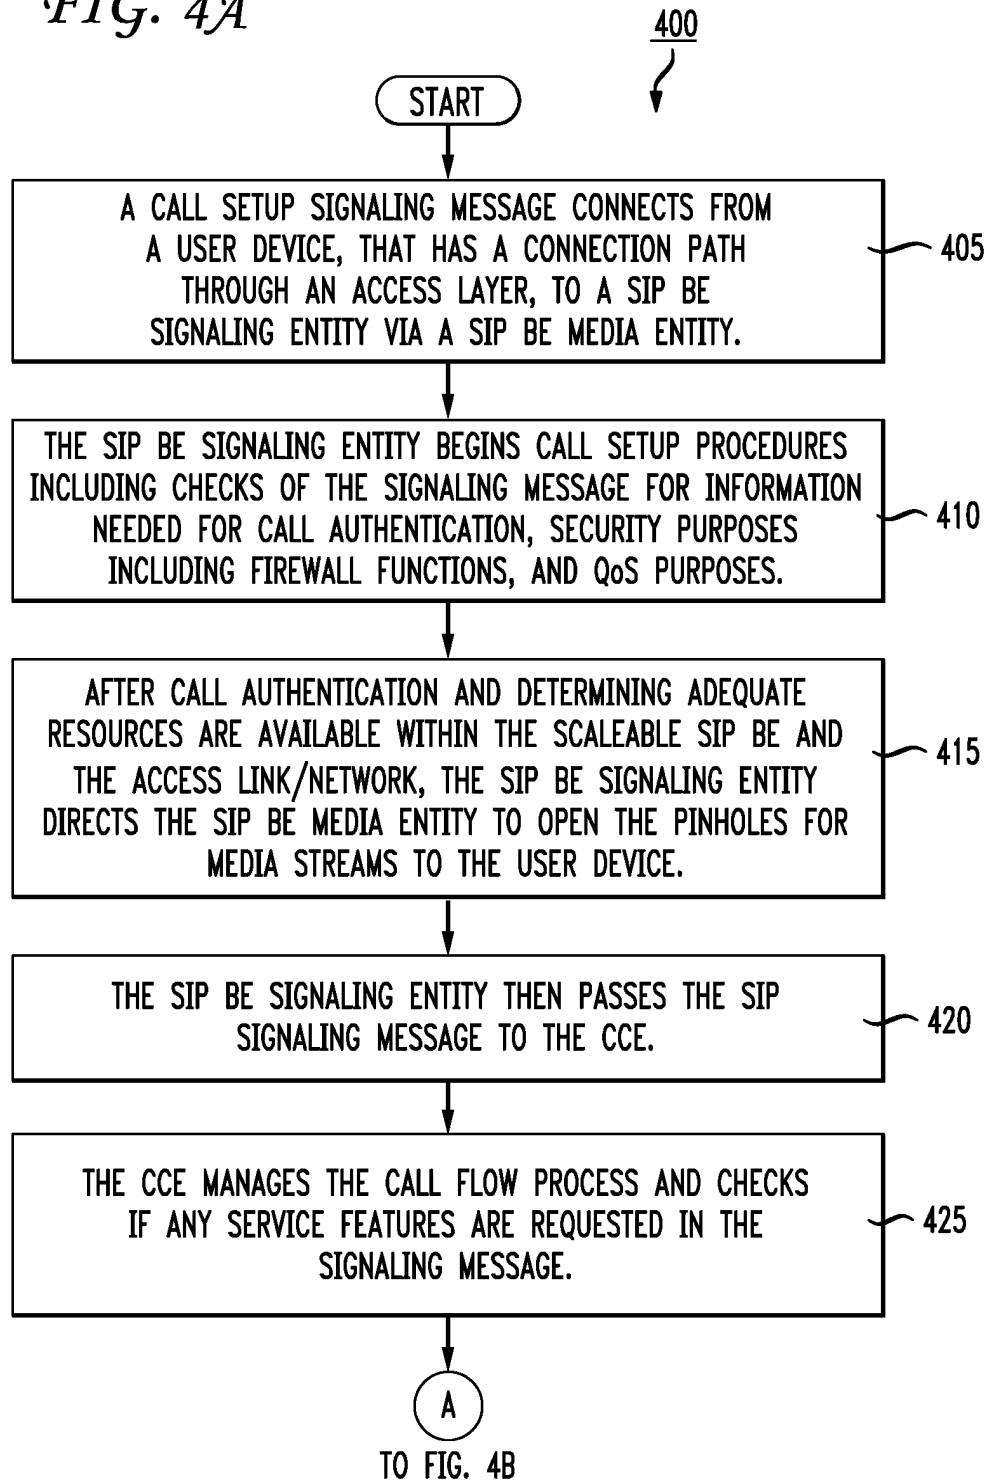 FIG. 4A
400
START
A CALL SETUP SIGNALING MESSAGE CONNECTS FROM
A USER DEVICE, THAT HAS A CONNECTION PATH
THROUGH AN ACCESS LAYER, TO A SIP BE
SIGNALING ENTITY VIA A SIP BE MEDIA ENTITY.
405
THE SIP BE SIGNALING ENTITY BEGINS CALL SETUP PROCEDURES
INCLUDING CHECKS OF THE SIGNALING MESSAGE FOR INFORMATION
NEEDED FOR CALL AUTHENTICATION, SECURITY PURPOSES
INCLUDING FIREWALL FUNCTIONS, AND QoS PURPOSES.
410
AFTER CALL AUTHENTICATION AND DETERMINING ADEQUATE
RESOURCES ARE AVAILABLE WITHIN THE SCALEABLE SIP BE AND
THE ACCESS LINK/NETWORK, THE SIP BE SIGNALING ENTITY
DIRECTS THE SIP BE MEDIA ENTITY TO OPEN THE PINHOLES FOR
MEDIA STREAMS TO THE USER DEVICE.
415
THE SIP BE SIGNALING ENTITY THEN PASSES THE SIP
SIGNALING MESSAGE TO THE CCE.
420
THE CCE MANAGES THE CALL FLOW PROCESS AND CHECKS
IF ANY SERVICE FEATURES ARE REQUESTED IN THE
SIGNALING MESSAGE.
425
A
TO FIG. 4B